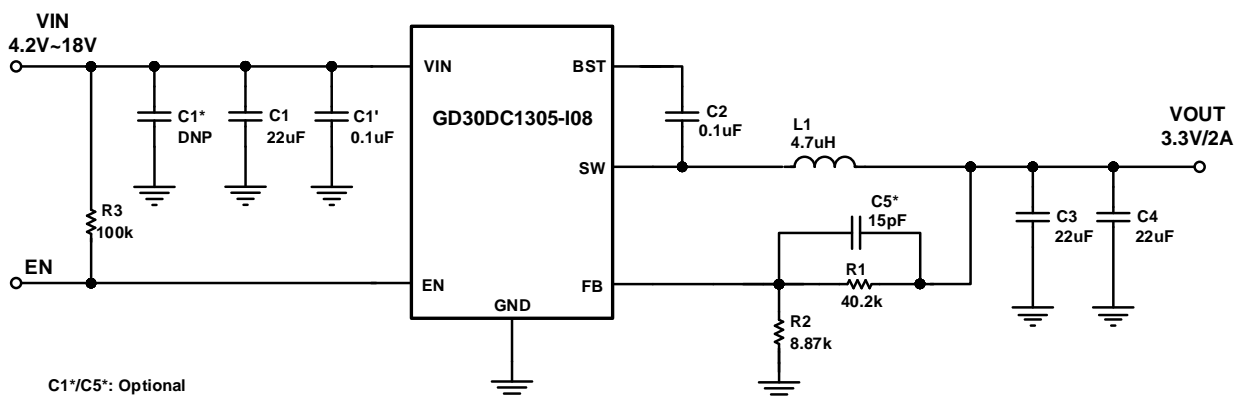 VIN
4.2V~18V
VIN
BST
C1*
DNP
C1
22uF
C1'
0.1uF
GD30DC1305-I08
C2
0.1uF
L1
4.7uH
VOUT
3.3V/2A
SW
R3
100k
C5*
15pF
C3
22uF
C4
22uF
EN
EN
FB
R1
40.2k
GND
R2
8.87k
C1*/C5*: Optional